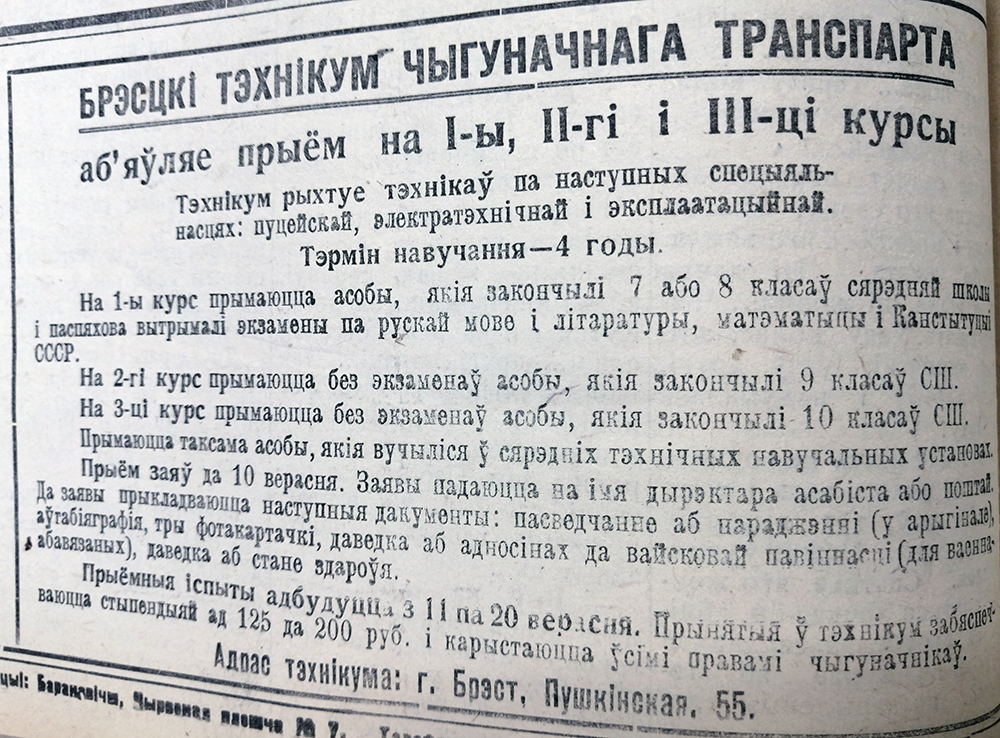 БРЭСЦКІ ТЭХНІКУМ ЧЫГУНАЧНАГА ТРАНСПАРТА
аб’яўляе прыём на І-ы, ІІ-гі і ІІІ-ці курсы
Тэхнікум рыхтуе тэхнікаў па наступных спецыяль-
насцях: пуцейскай, электратэхнічнай і эксплаатацыйнай.
Тэрмін навучання—4 годы.
На 1-ы курс прымаюцца асобы, якія закончылі 7 або 8 класаў сярэдняй школы
і паспяхова вытрымалі экзамены па рускай мове і літаратуры, матэматыцы і Канстытуцыі
СССР.
На 2-гі курс прымаюцца без экзаменаў асобы, якія закончылі 9 класаў СШ.
На 3-ці курс прымаюцца без экзаменаў асобы, якія закончылі 10 класаў СШ.
Прымаюцца таксама асобы, якія вучыліся ў сярэдніх тэхнічных навучальных установах.
Прыём заяў да 10 верасня. Заявы падаюцца на імя дырэктара асабіста або поштай.
Да заявы прыкладваюцца наступныя дакументы: пасведчанне аб нараджэнні (у арыгінале),
аўтабіяграфія, тры фотакартачкі, даведка аб адносінах да вайсковай павіннасці (для ваенна-
абавязаных), даведка аб стане здароўя.
Прыёмныя іспыты адбудуцца з 11 па 20 верасня. Прынятыя ў тэхнікум забяспеч-
ваюцца стыпендыяй ад 125 да 200 руб. і карыстаюцца ўсімі правамі чыгуначнікаў.
Адрас тэхнікума: г. Брэст, Пушкінская, 55.
цыі: Баранавічы, Чырвоная плошча № 7.